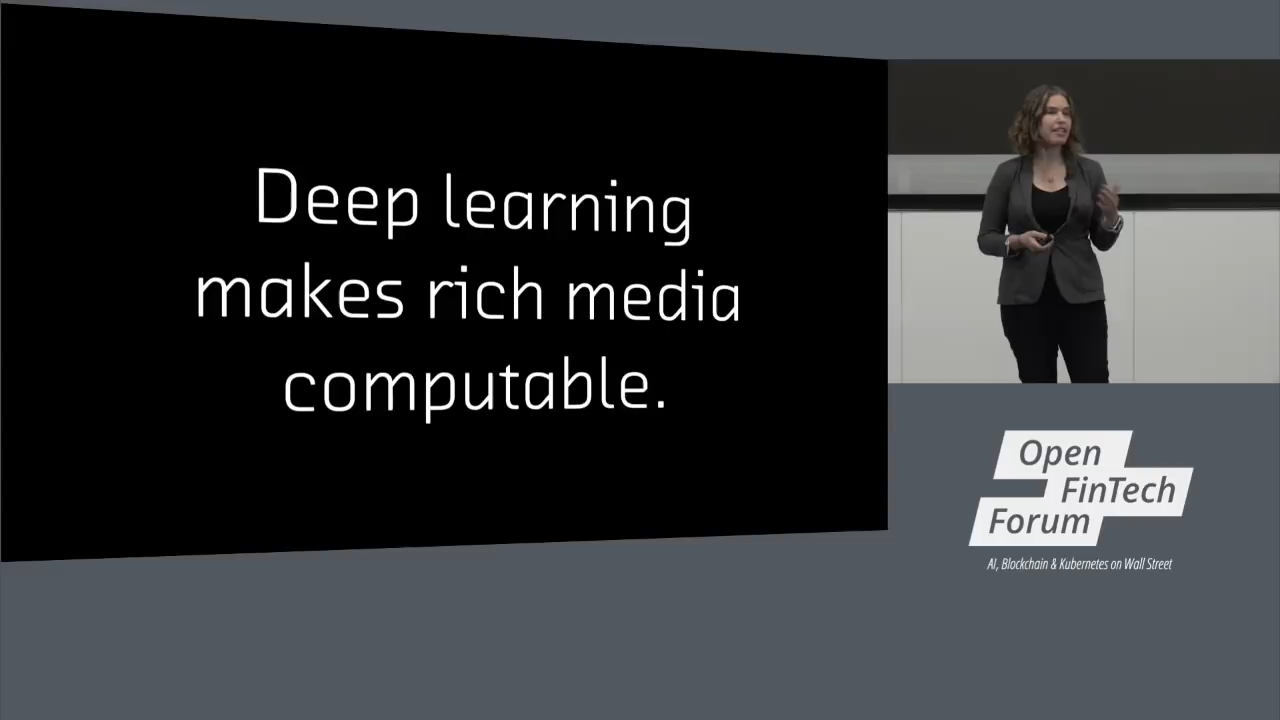 Deep learning
makes rich media
computable.
Open
FinTech
Forum
AI, Blockchain & Kubernetes on Wall Street